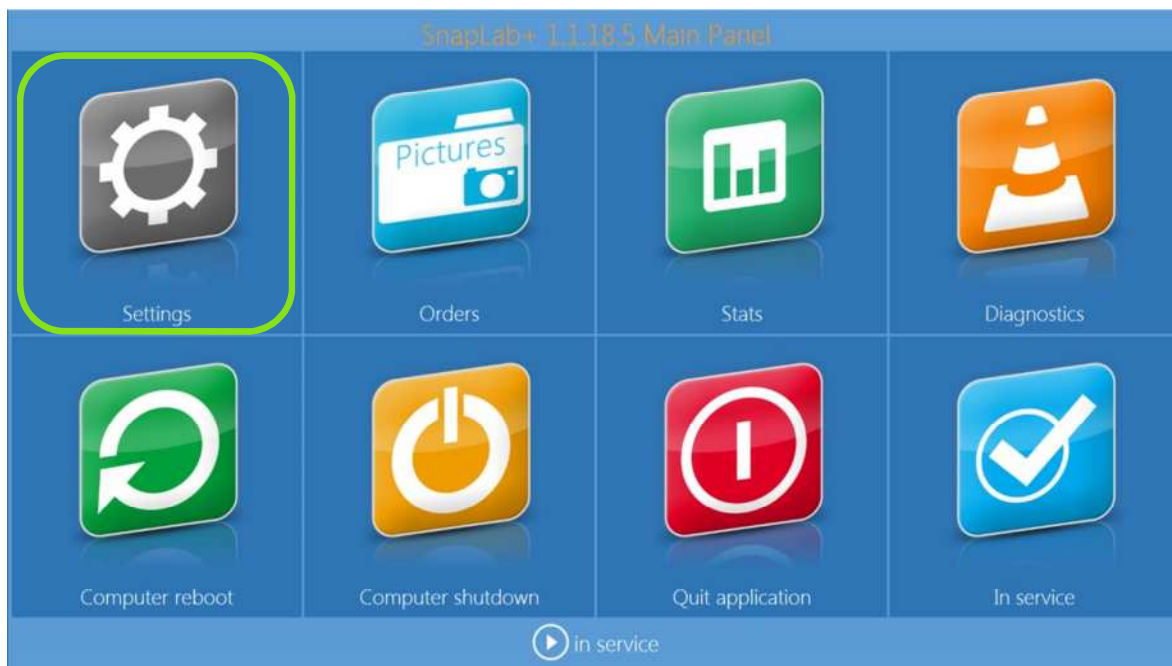 SnapLab+ 1.1.18.5 Main Panel
Pictures
Settings
Orders
Stats
Diagnostics
Computer reboot
Computer shutdown
Quit application
In service
in service